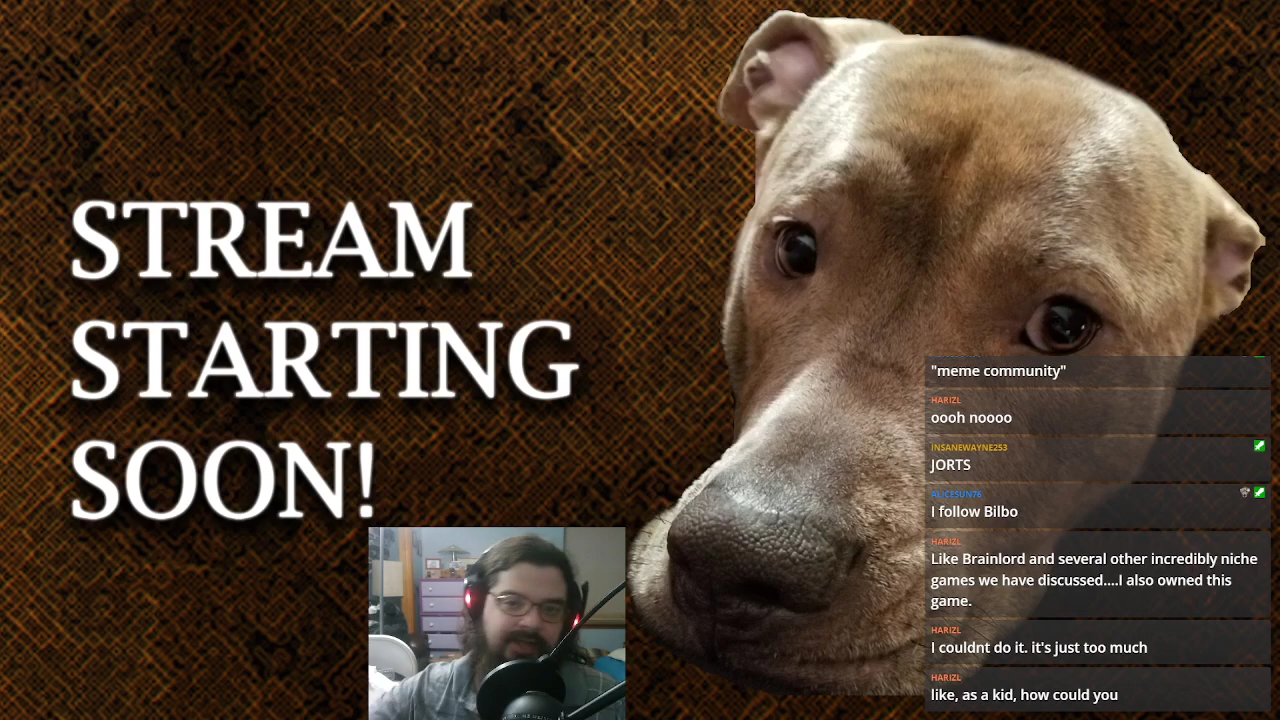 STREAM
STARTING
SOON!
"meme community"
HARIZL
oooh noooo
INSANEWAYNE253
JORTS
ALICESUN76
I follow Bilbo
HARIZL
Like Brainlord and several other incredibly niche
games we have discussed....I also owned this
game.
HARIZL
I couldnt do it. it's just too much
HARIZL
like, as a kid, how could you